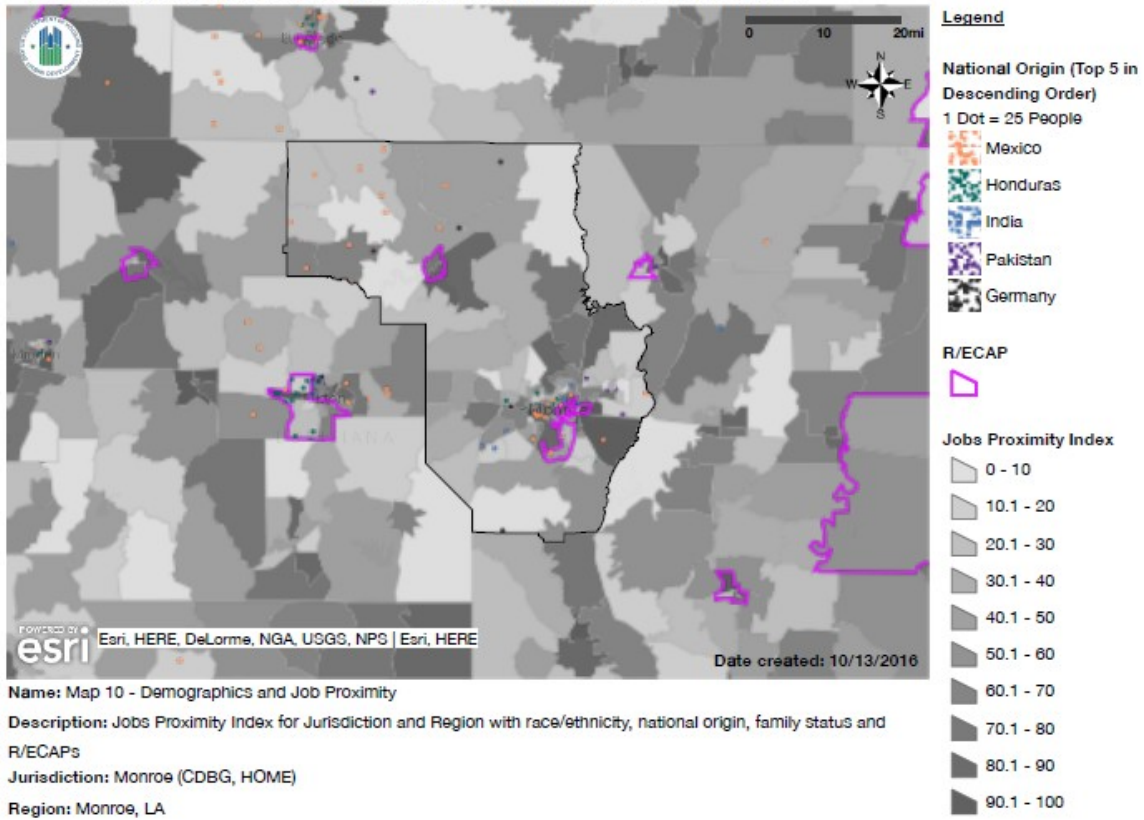 0 10 20mi
N
W E
S
POWERED BY
esri
Esri, HERE, DeLorme, NGA, USGS, NPS | Esri, HERE
Date created: 10/13/2016
Name: Map 10 - Demographics and Job Proximity
Description: Jobs Proximity Index for Jurisdiction and Region with race/ethnicity, national origin, family status and
R/ECAPs
Jurisdiction: Monroe (CDBG, HOME)
Region: Monroe, LA
Legend
National Origin (Top 5 in
Descending Order)
1 Dot = 25 People
Mexico
Honduras
India
Pakistan
Germany
R/ECAP
Jobs Proximity Index
0 - 10
10.1 - 20
20.1 - 30
30.1 - 40
40.1 - 50
50.1 - 60
60.1 - 70
70.1 - 80
80.1 - 90
90.1 - 100